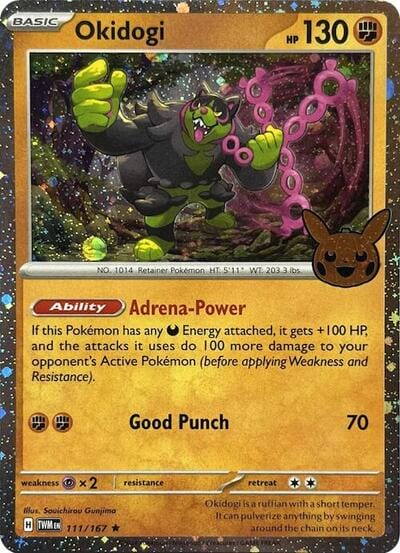 BASIC
Okidogi
HP 130
NO. 1014 Retainer Pokémon HT: 5'11" WT: 203.3 lbs.
Ability Adrena-Power
If this Pokémon has any Energy attached, it gets +100 HP,
and the attacks it uses do 100 more damage to your
opponent's Active Pokémon (before applying Weakness and
Resistance).
Good Punch 70
weakness ×2 resistance retreat
Illus. Souichirou Gunjima
Okidogi is a ruffian with a short temper.
It can pulverize anything by swinging
around the chain on its neck.
H TWM EN 111/167